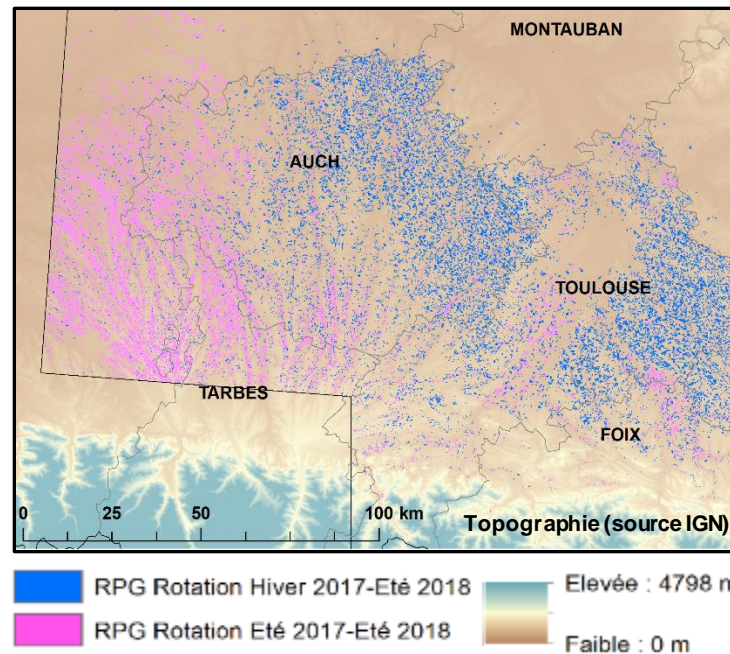 MONTAUBAN
AUCH
TOULOUSE
TARBES
FOIX
0 25 50 100 km
Topographie (source IGN)
RPG Rotation Hiver 2017-Eté 2018
RPG Rotation Eté 2017-Eté 2018
Elevée : 4798 m
Faible : 0 m